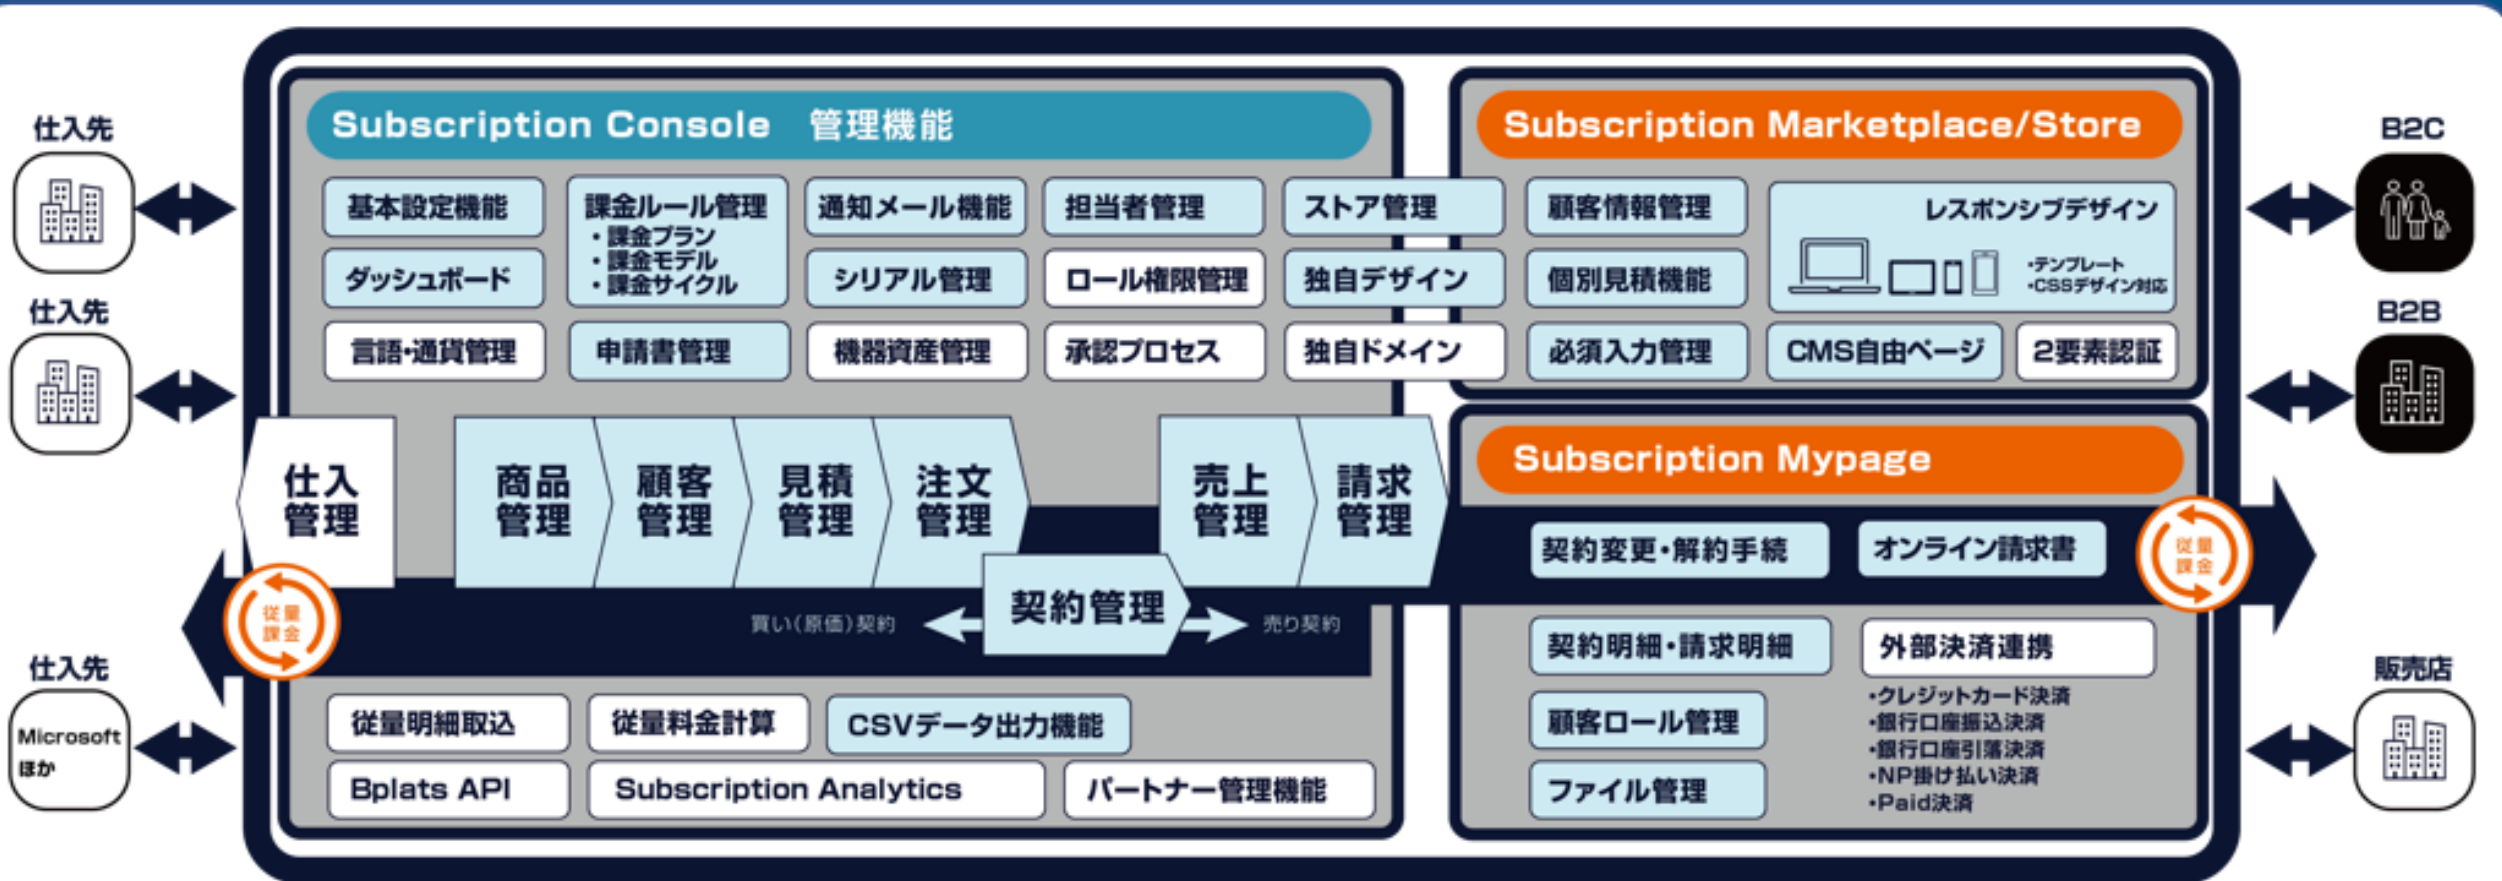 仕入先
仕入先
仕入先
Microsoft
ほか
Subscription Console 管理機能
基本設定機能
課金ルール管理
・課金プラン
・課金モデル
・課金サイクル
通知メール機能
担当者管理
ストア管理
ダッシュボード
シリアル管理
ロール権限管理
独自デザイン
言語・通貨管理
申請書管理
機器資産管理
承認プロセス
独自ドメイン
仕入
管理
商品
管理
顧客
管理
見積
管理
注文
管理
売上
管理
請求
管理
従量
課金
買い(原価)契約
契約管理
売り契約
従量明細取込
従量料金計算
CSVデータ出力機能
Bplats API
Subscription Analytics
パートナー管理機能
Subscription Marketplace/Store
顧客情報管理
レスポンシブデザイン
・テンプレート
・CSSデザイン対応
個別見積機能
必須入力管理
CMS自由ページ
2要素認証
Subscription Mypage
契約変更・解約手続
オンライン請求書
従量
課金
契約明細・請求明細
外部決済連携
・クレジットカード決済
・銀行口座振込決済
・銀行口座引落決済
・NP掛け払い決済
・Paid決済
顧客ロール管理
ファイル管理
B2C
B2B
販売店